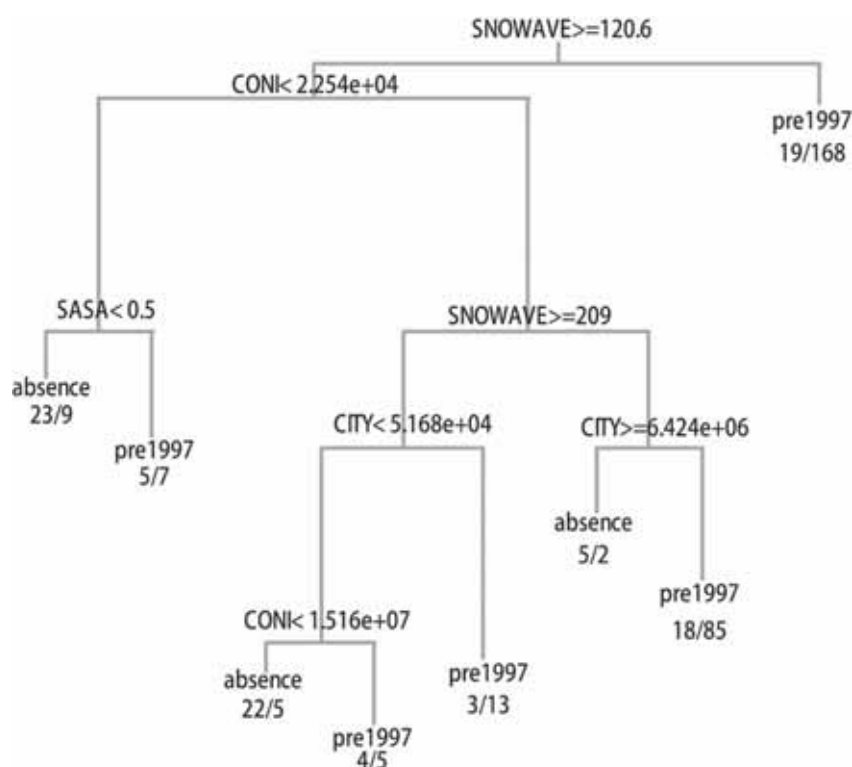 SNOWAVE>=120.6
CONI< 2.254e+04
pre1997
19/168
SASA< 0.5
SNOWAVE>=209
absence
23/9
pre1997
5/7
CITY< 5.168e+04
CITY>=6.424e+06
absence
5/2
pre1997
18/85
CONI< 1.516e+07
absence
22/5
pre1997
3/13
pre1997
4/5